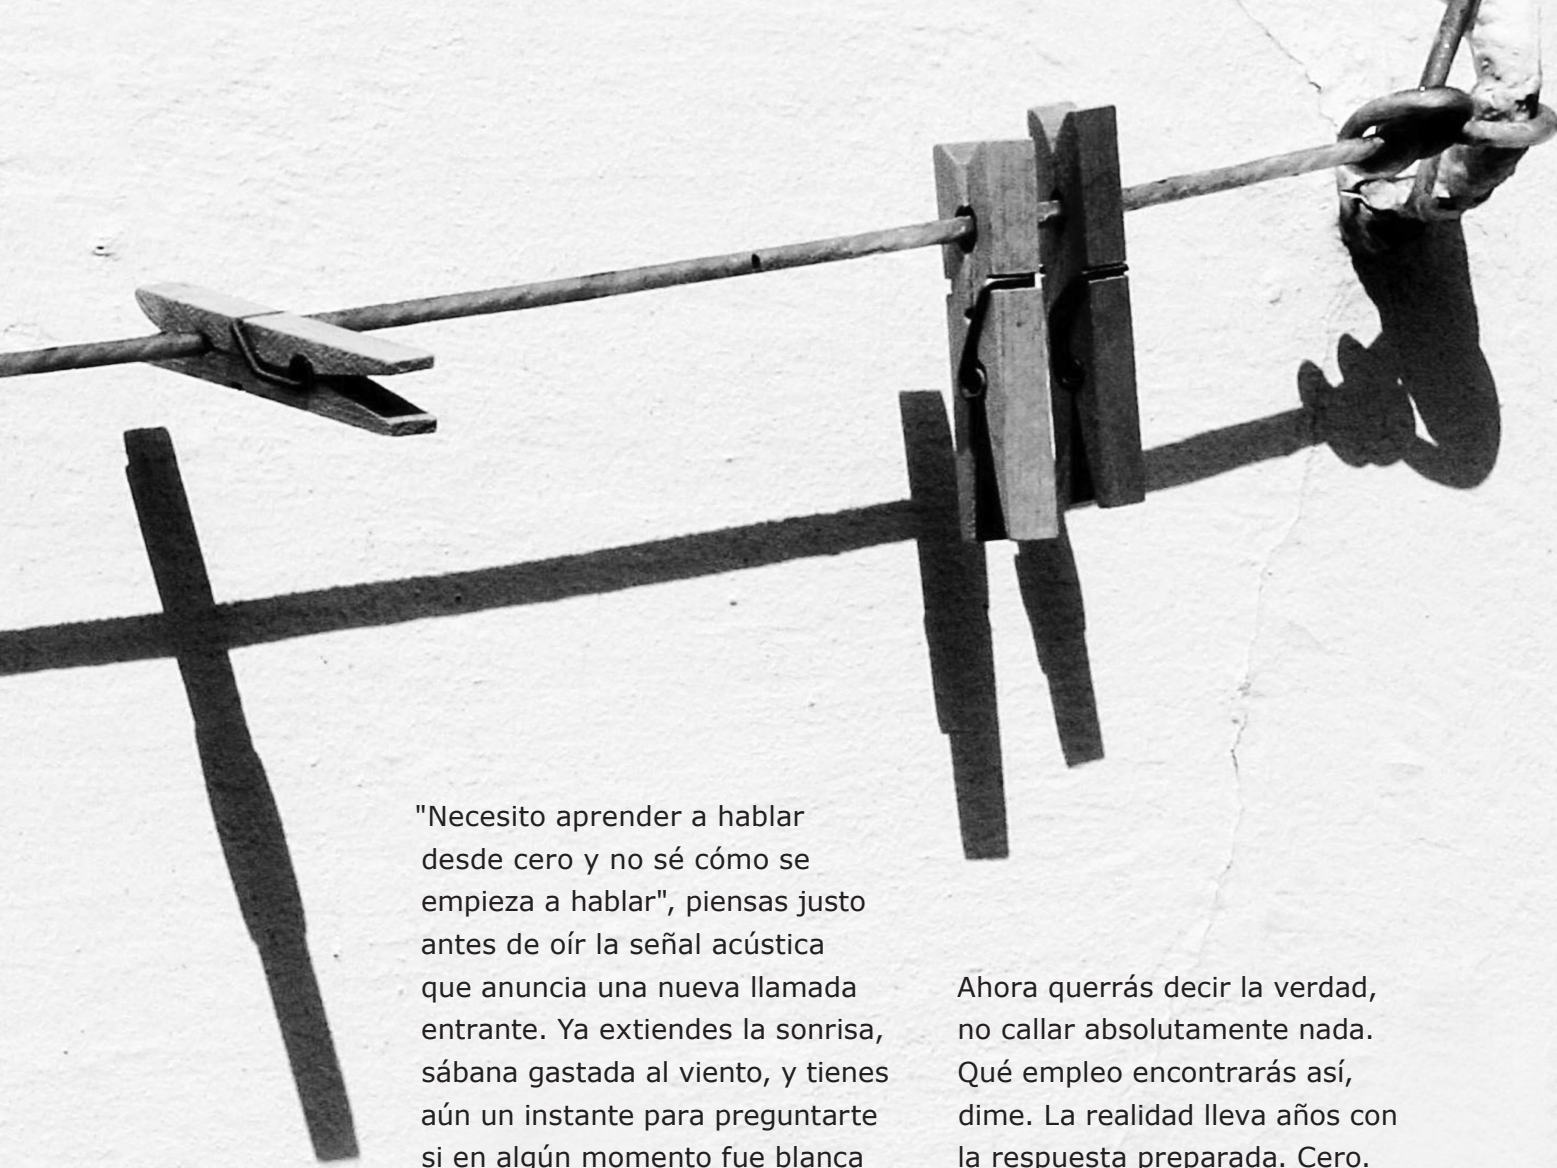 "Necesito aprender a hablar
desde cero y no sé cómo se
empieza a hablar", piensas justo
antes de oír la señal acústica
que anuncia una nueva llamada
entrante. Ya extiendes la sonrisa,
sábana gastada al viento, y tienes
aún un instante para preguntarte
si en algún momento fue blanca
Ahora querrás decir la verdad,
no callar absolutamente nada.
Qué empleo encontrarás así,
dime. La realidad lleva años con
la respuesta preparada. Cero.